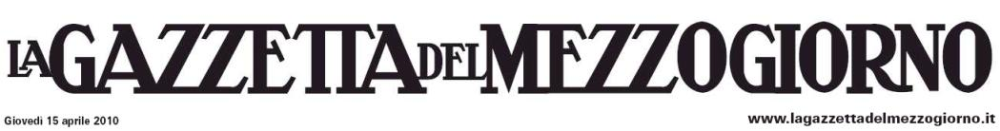 LA GAZZETTA DEL MEZZOGIORNO
Giovedì 15 aprile 2010
www.lagazzettadelmezzogiorno.it